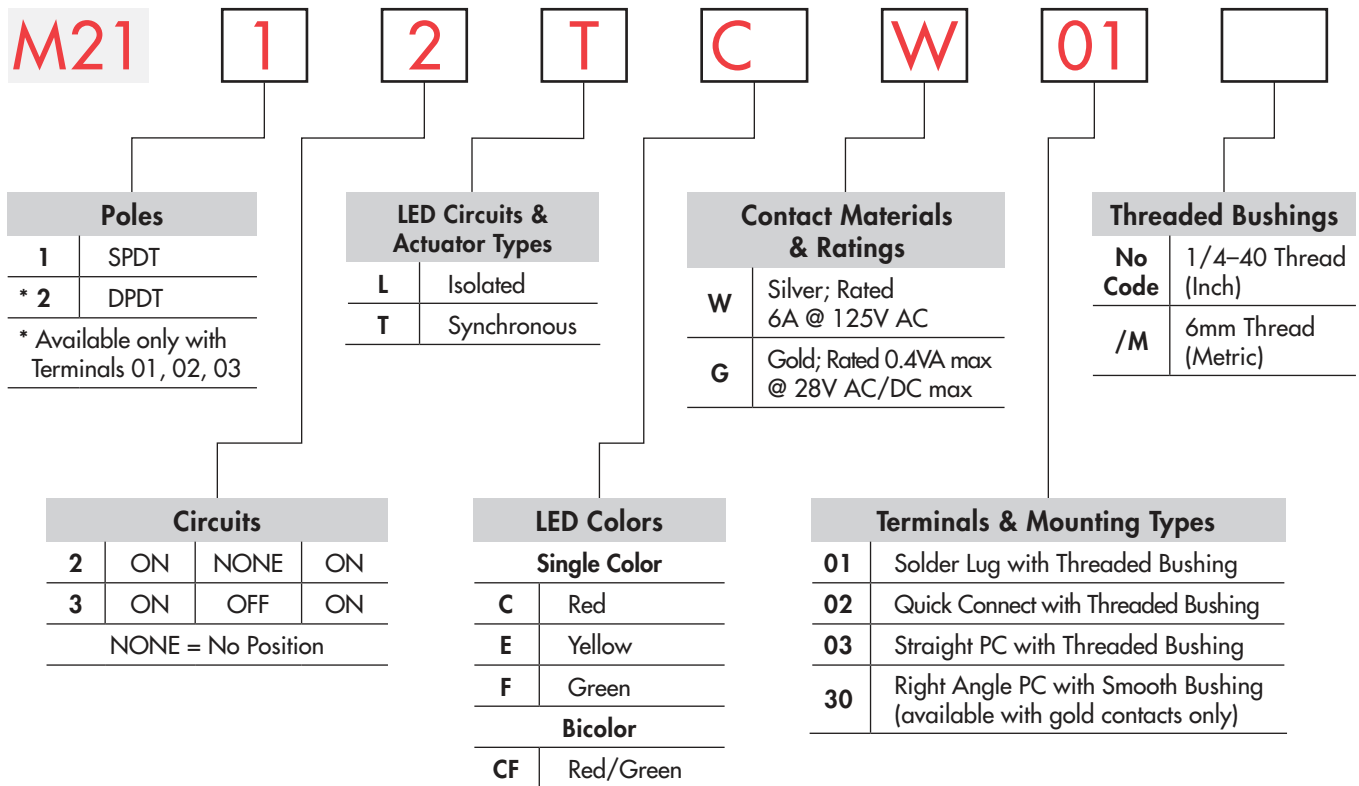 M21 1 2 T C W 01
Poles
1 SPDT
* 2 DPDT
* Available only with
Terminals 01, 02, 03
LED Circuits &
Actuator Types
L Isolated
T Synchronous
Contact Materials
& Ratings
W Silver; Rated
6A @ 125V AC
G Gold; Rated 0.4VA max
@ 28V AC/DC max
Threaded Bushings
No
Code 1/4–40 Thread
(Inch)
/M 6mm Thread
(Metric)
Circuits
2 ON NONE ON
3 ON OFF ON
NONE = No Position
LED Colors
Single Color
C Red
E Yellow
F Green
Bicolor
CF Red/Green
Terminals & Mounting Types
01 Solder Lug with Threaded Bushing
02 Quick Connect with Threaded Bushing
03 Straight PC with Threaded Bushing
30 Right Angle PC with Smooth Bushing
(available with gold contacts only)